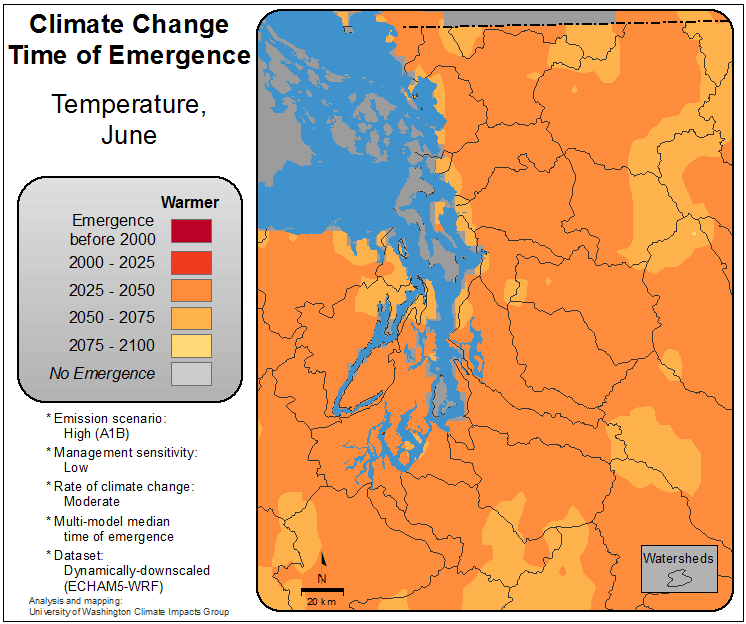 Climate Change
Time of Emergence
Temperature,
June
Warmer
Emergence
before 2000
2000 - 2025
2025 - 2050
2050 - 2075
2075 - 2100
No Emergence
* Emission scenario:
High (A1B)
* Management sensitivity:
Low
* Rate of climate change:
Moderate
* Multi-model median
time of emergence
* Dataset:
Dynamically-downscaled
(ECHAM5-WRF)
Analysis and mapping:
University of Washington Climate Impacts Group
N
20 km
Watersheds